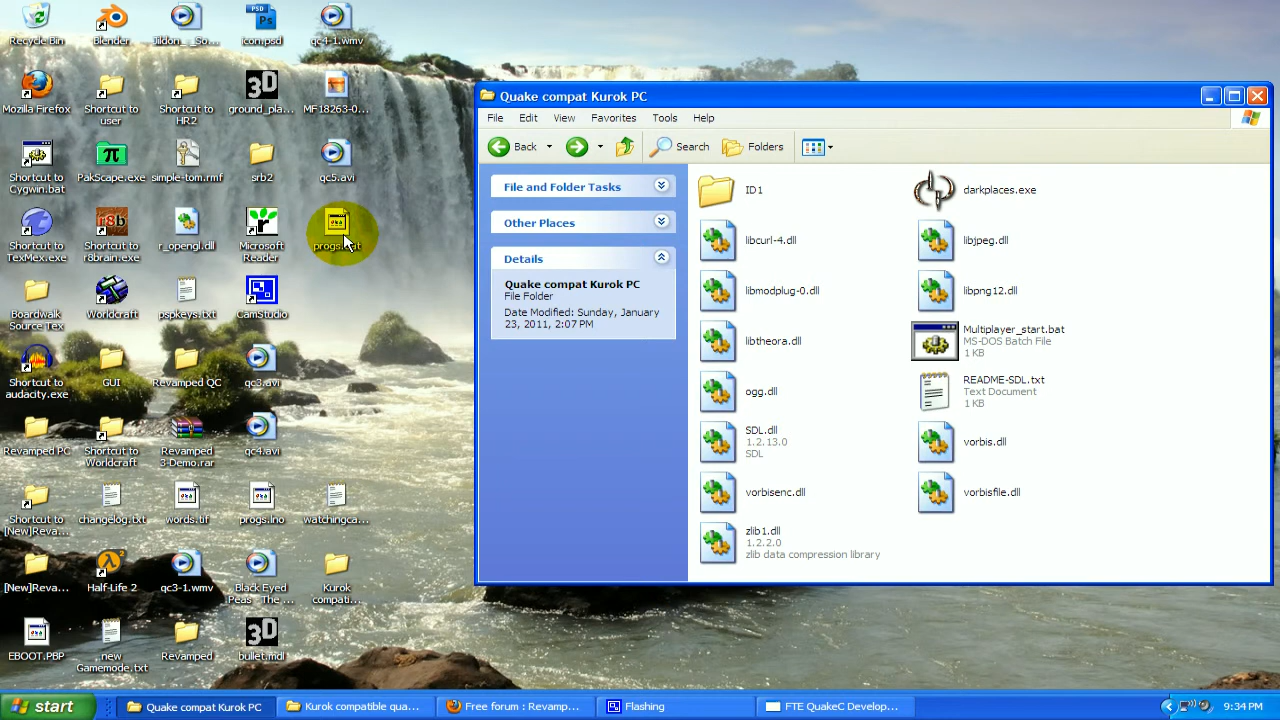 Recycle Bin
Blender
Jildon_-_So...
icon.psd
qc4-1.wmv
Mozilla Firefox
Shortcut to
user
Shortcut to
HR2
ground_pla...
MF18263-0...
Shortcut to
Cygwin.bat
PakScape.exe
simple-tom.rmf
srb2
qc5.avi
Shortcut to
TexMex.exe
Shortcut to
r8brain.exe
r_opengl.dll
Microsoft
Reader
Boardwalk
Source Tex
Worldcraft
pspkeys.txt
CamStudio
Shortcut to
audacity.exe
GUI
Revamped QC
qc3.avi
Revamped PC
Shortcut to
Worldcraft
Revamped
3-Demo.rar
qc4.avi
Shortcut to
[New]Reva...
changelog.txt
words.tif
progs.lno
watchingca...
[New]Reva...
Half-Life 2
qc3-1.wmv
Black Eyed
Peas - The ...
Kurok
compati...
EBOOT.PBP
new
Gamemode.txt
Revamped
bullet.mdl
Quake compat Kurok PC
File Edit View Favorites Tools Help
Back Search Folders
File and Folder Tasks
Other Places
Details
Quake compat Kurok PC
File Folder
Date Modified: Sunday, January
23, 2011, 2:07 PM
ID1
darkplaces.exe
libcurl-4.dll
libjpeg.dll
libmodplug-0.dll
libpng12.dll
libtheora.dll
Multiplayer_start.bat
MS-DOS Batch File
1 KB
ogg.dll
README-SDL.txt
Text Document
1 KB
SDL.dll
1.2.13.0
SDL
vorbis.dll
vorbisenc.dll
vorbisfile.dll
zlib1.dll
1.2.2.0
zlib data compression library
start
Quake compat Kurok PC
Kurok compatible qua...
Free forum : Revamp...
Flashing
FTE QuakeC Develop...
9:34 PM